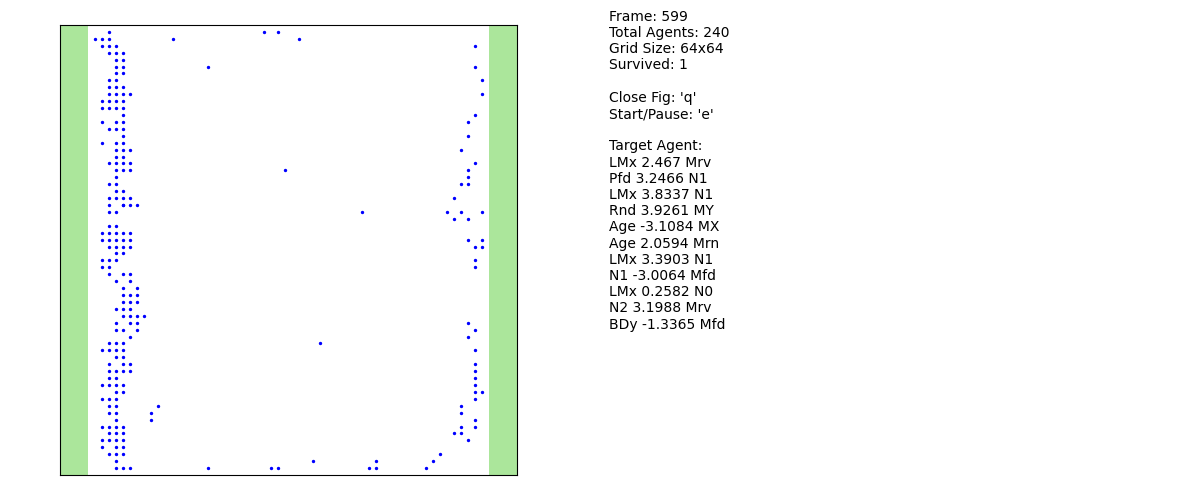 Frame: 599
Total Agents: 240
Grid Size: 64x64
Survived: 1
Close Fig: 'q'
Start/Pause: 'e'
Target Agent:
LMx 2.467 Mrv
Pfd 3.2466 N1
LMx 3.8337 N1
Rnd 3.9261 MY
Age -3.1084 MX
Age 2.0594 Mrn
LMx 3.3903 N1
N1 -3.0064 Mfd
LMx 0.2582 N0
N2 3.1988 Mrv
BDy -1.3365 Mfd